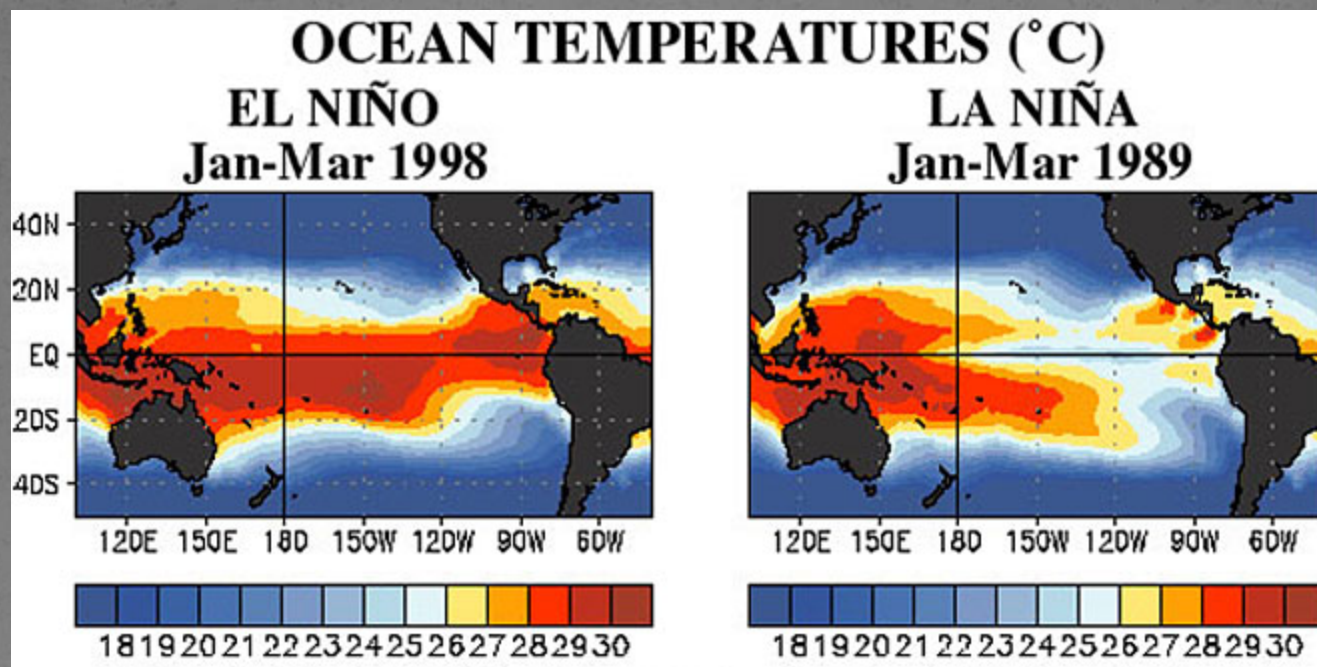 OCEAN TEMPERATURES (˚C)
EL NIÑO
Jan-Mar 1998
40N
20N
EQ
20S
40S
120E 150E 180 150W 120W 90W 60W
18 19 20 21 22 23 24 25 26 27 28 29 30
LA NIÑA
Jan-Mar 1989
120E 150E 180 150W 120W 90W 60W
18 19 20 21 22 23 24 25 26 27 28 29 30